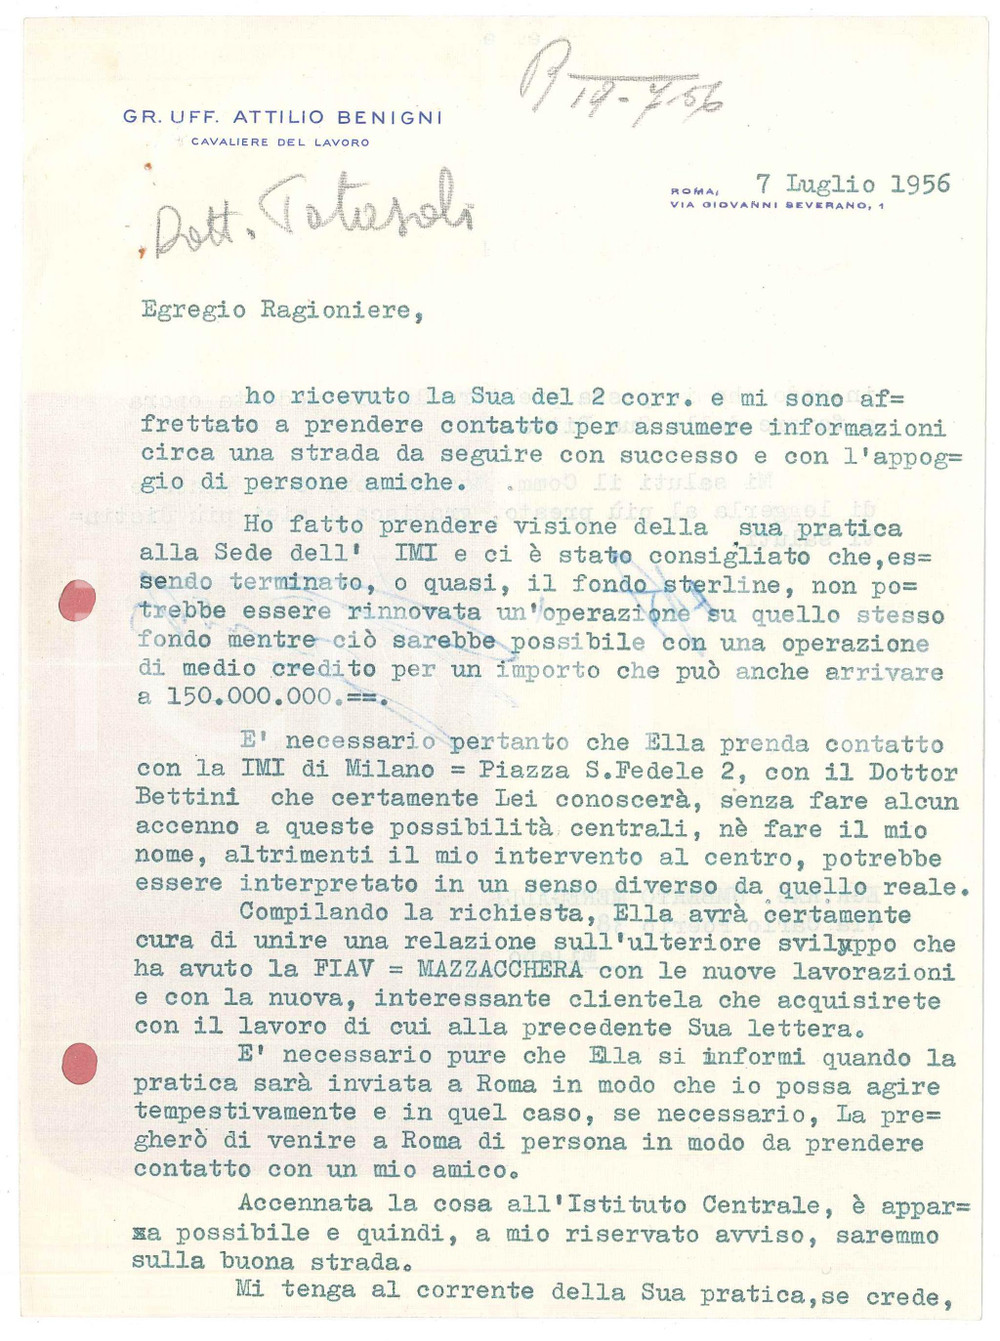 R 19-7-56
GR. UFF. ATTILIO BENIGNI
CAVALIERE DEL LAVORO
ROMA, 7 Luglio 1956
VIA GIOVANNI SEVERANO, 1
Dott.
Egregio Ragioniere,
ho ricevuto la Sua del 2 corr. e mi sono af=
frettato a prendere contatto per assumere informazioni
circa una strada da seguire con successo e con l'appog=
gio di persone amiche.
Ho fatto prendere visione della sua pratica
alla Sede dell' IMI e ci è stato consigliato che,es=
sendo terminato, o quasi, il fondo sterline, non po=
trebbe essere rinnovata un'operazione su quello stesso
fondo mentre ciò sarebbe possibile con una operazione
di medio credito per un importo che può anche arrivare
a 150.000.000.==.
E' necessario pertanto che Ella prenda contatto
con la IMI di Milano = Piazza S.Fedele 2, con il Dottor
Bettini che certamente Lei conoscerà, senza fare alcun
accenno a queste possibilità centrali, nè fare il mio
nome, altrimenti il mio intervento al centro, potrebbe
essere interpretato in un senso diverso da quello reale.
Compilando la richiesta, Ella avrà certamente
cura di unire una relazione sull'ulteriore sviluppo che
ha avuto la FIAV = MAZZACCHERA con le nuove lavorazioni
e con la nuova, interessante clientela che acquisirete
con il lavoro di cui alla precedente Sua lettera.
E' necessario pure che Ella si informi quando la
pratica sarà inviata a Roma in modo che io possa agire
tempestivamente e in quel caso, se necessario, La pre=
gherò di venire a Roma di persona in modo da prendere
contatto con un mio amico.
Accennata la cosa all'Istituto Centrale, è appar=
sa possibile e quindi, a mio riservato avviso, saremmo
sulla buona strada.
Mi tenga al corrente della Sua pratica,se crede,